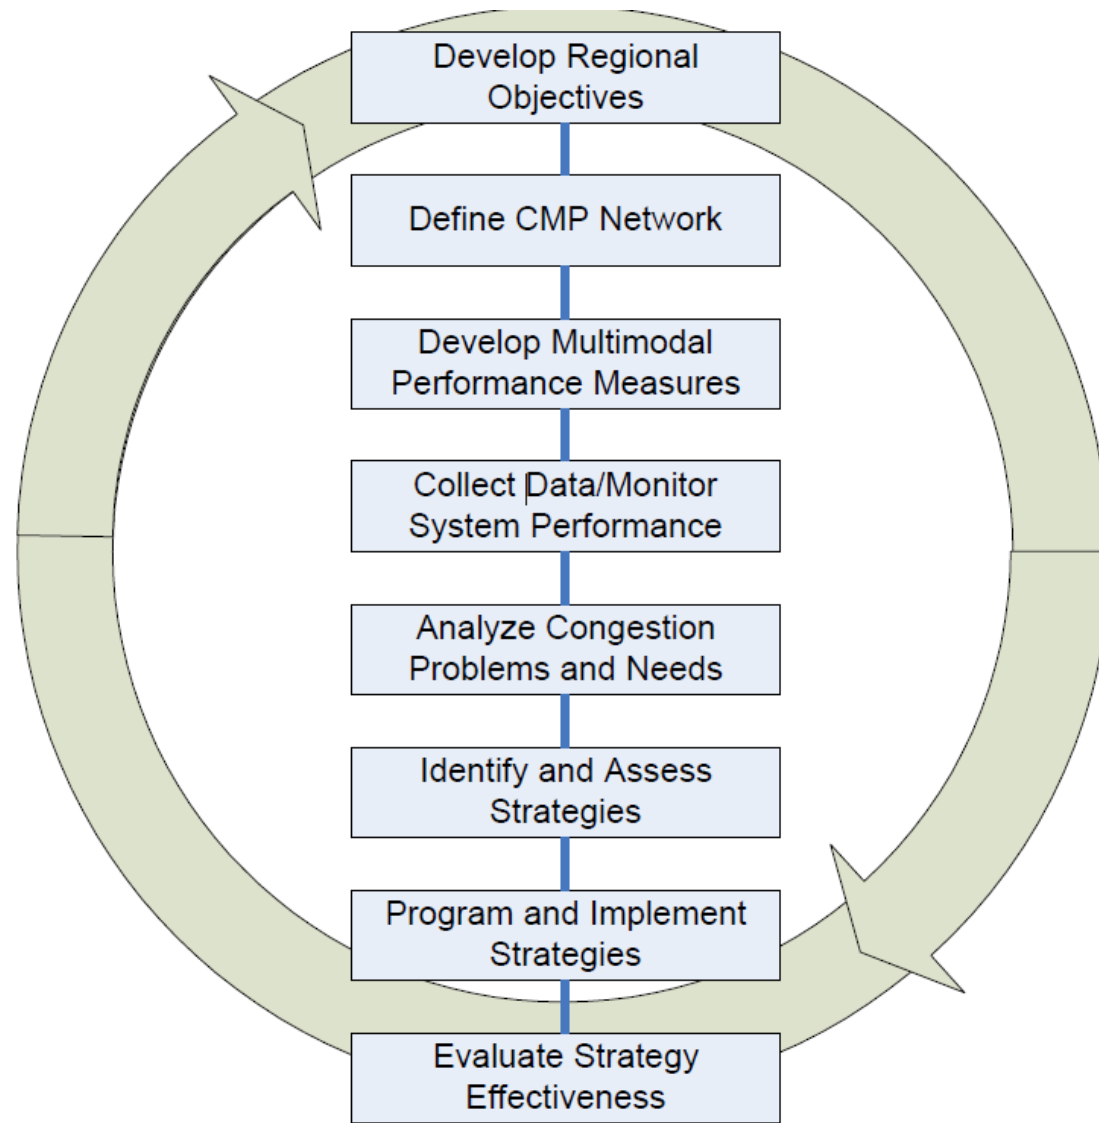 Develop Regional
Objectives
Define CMP Network
Develop Multimodal
Performance Measures
Collect Data/Monitor
System Performance
Analyze Congestion
Problems and Needs
Identify and Assess
Strategies
Program and Implement
Strategies
Evaluate Strategy
Effectiveness